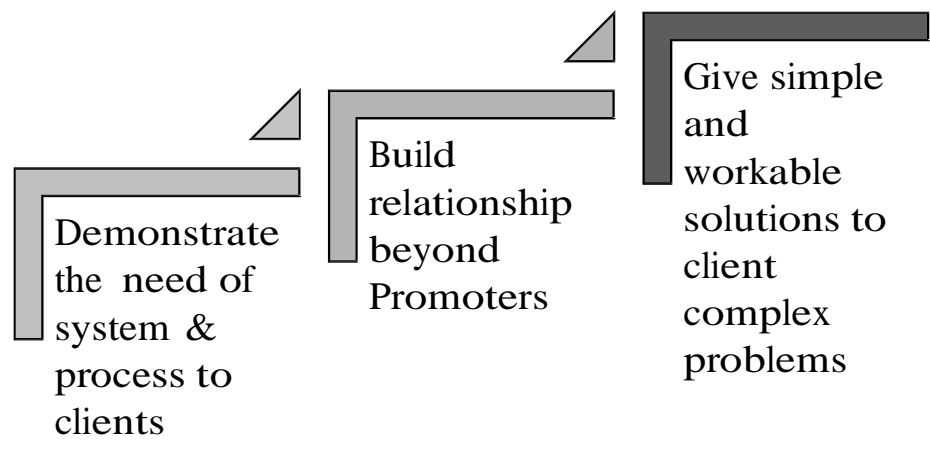 Demonstrate
the need of
system &
process to
clients
Build
relationship
beyond
Promoters
Give simple
and
workable
solutions to
client
complex
problems